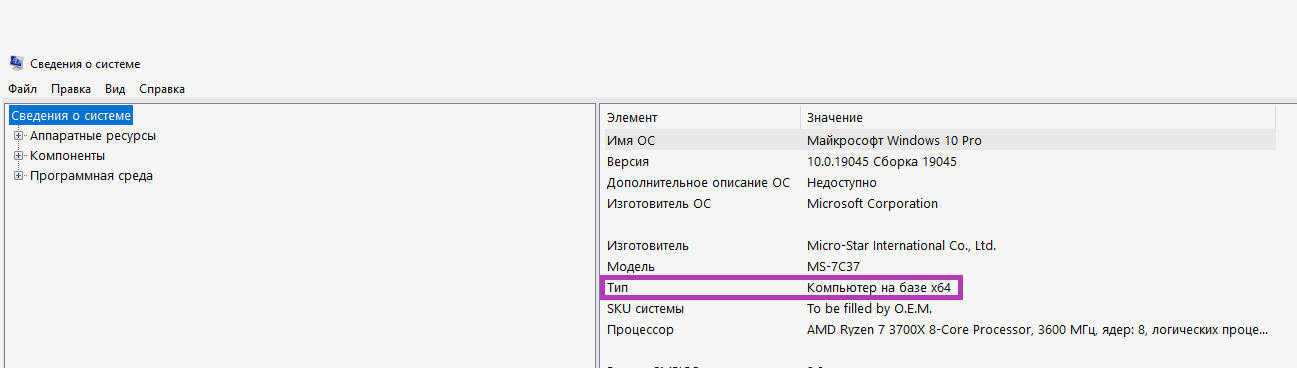 Сведения о системе
Файл Правка Вид Справка
Сведения о системе
Аппаратные ресурсы
Компоненты
Программная среда
Элемент Значение
Имя ОС Майкрософт Windows 10 Pro
Версия 10.0.19045 Сборка 19045
Дополнительное описание ОС Недоступно
Изготовитель ОС Microsoft Corporation
Изготовитель Micro-Star International Co., Ltd.
Модель MS-7C37
Тип Компьютер на базе x64
SKU системы To be filled by O.E.M.
Процессор AMD Ryzen 7 3700X 8-Core Processor, 3600 МГц, ядер: 8, логических проце...